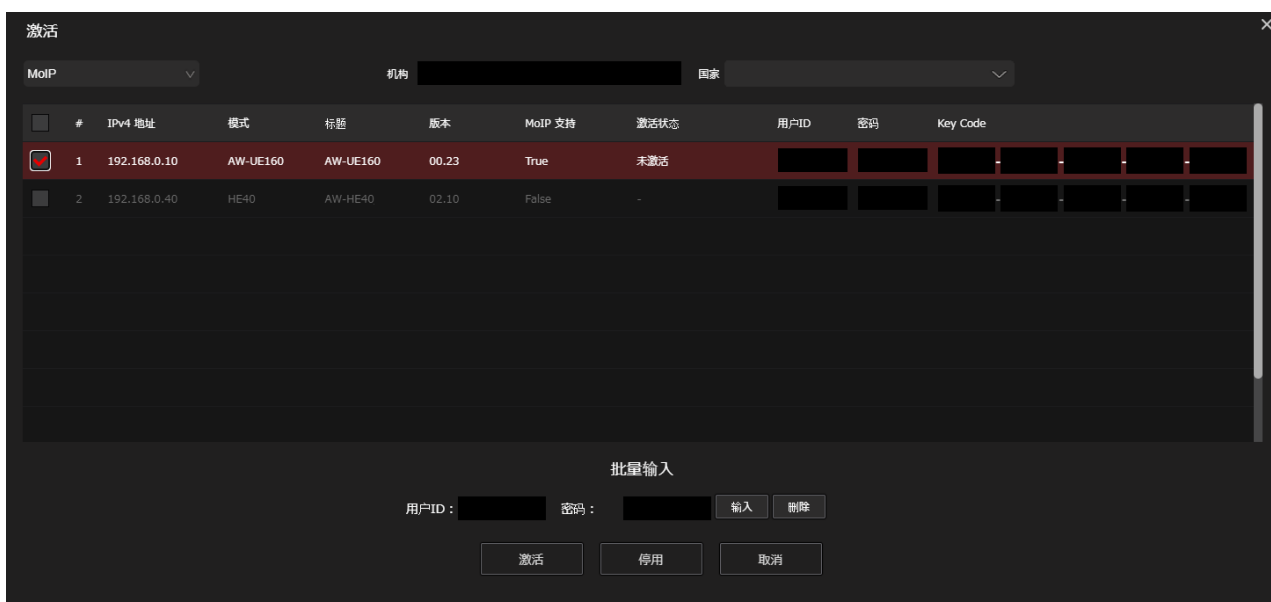 激活
MoIP 机构 国家
# IPv4 地址 模式 标题 版本 MoIP 支持 激活状态 用户ID 密码 Key Code
1 192.168.0.10 AW-UE160 AW-UE160 00.23 True 未激活 - - - -
2 192.168.0.40 HE40 AW-HE40 02.10 False - - - - -
批量输入
用户ID： 密码： 输入 删除
激活 停用 取消